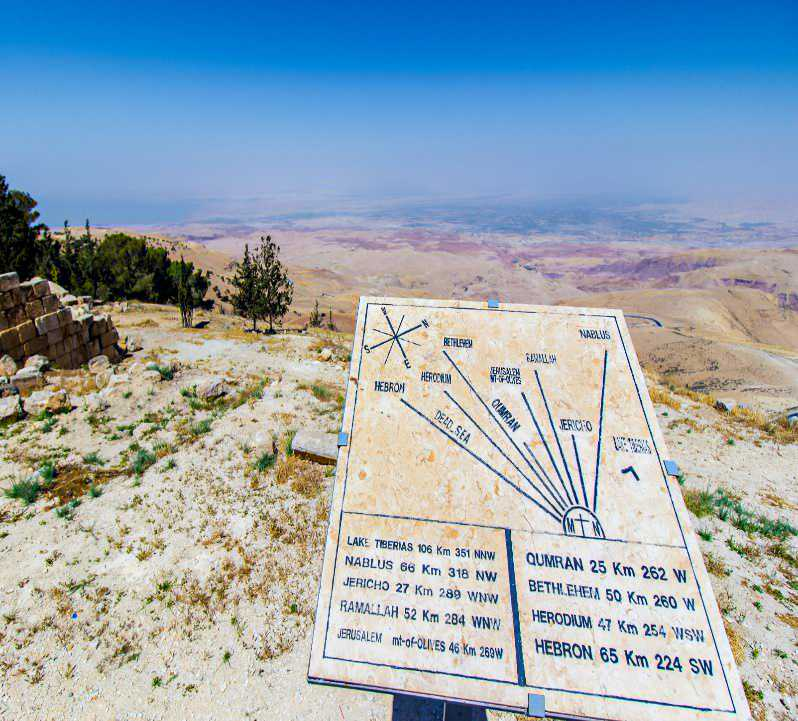 NABLUS
BETHLEHEM
RAMALLAH
JERUSALEM
MT-OF-OLIVES
HERODIUM
HEBRON
QUMRAN
JERICHO
DEAD SEA
LAKE TIBERIAS
M N
LAKE TIBERIAS 106 Km 351 NNW
NABLUS 66 Km 318 NW
JERICHO 27 Km 289 WNW
RAMALLAH 52 Km 284 WNW
JERUSALEM mt-of-OLIVES 46 Km 269W
QUMRAN 25 Km 262 W
BETHLEHEM 50 Km 260 W
HERODIUM 47 Km 254 WSW
HEBRON 65 Km 224 SW